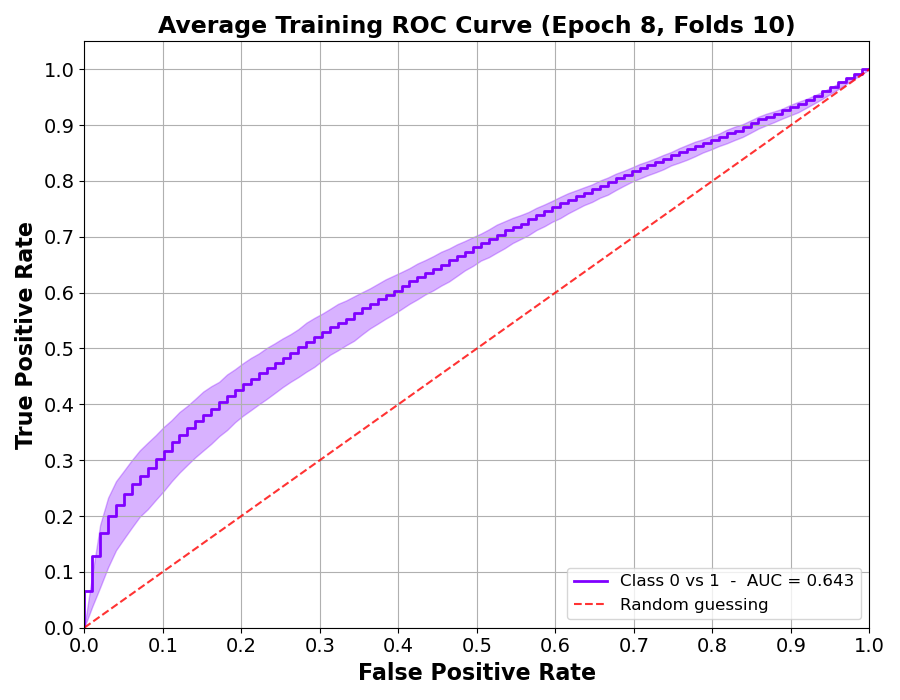 Average Training ROC Curve (Epoch 8, Folds 10)
True Positive Rate
1.0
0.9
0.8
0.7
0.6
0.5
0.4
0.3
0.2
0.1
0.0
Class 0 vs 1 - AUC = 0.643
Random guessing
0.0 0.1 0.2 0.3 0.4 0.5 0.6 0.7 0.8 0.9 1.0
False Positive Rate